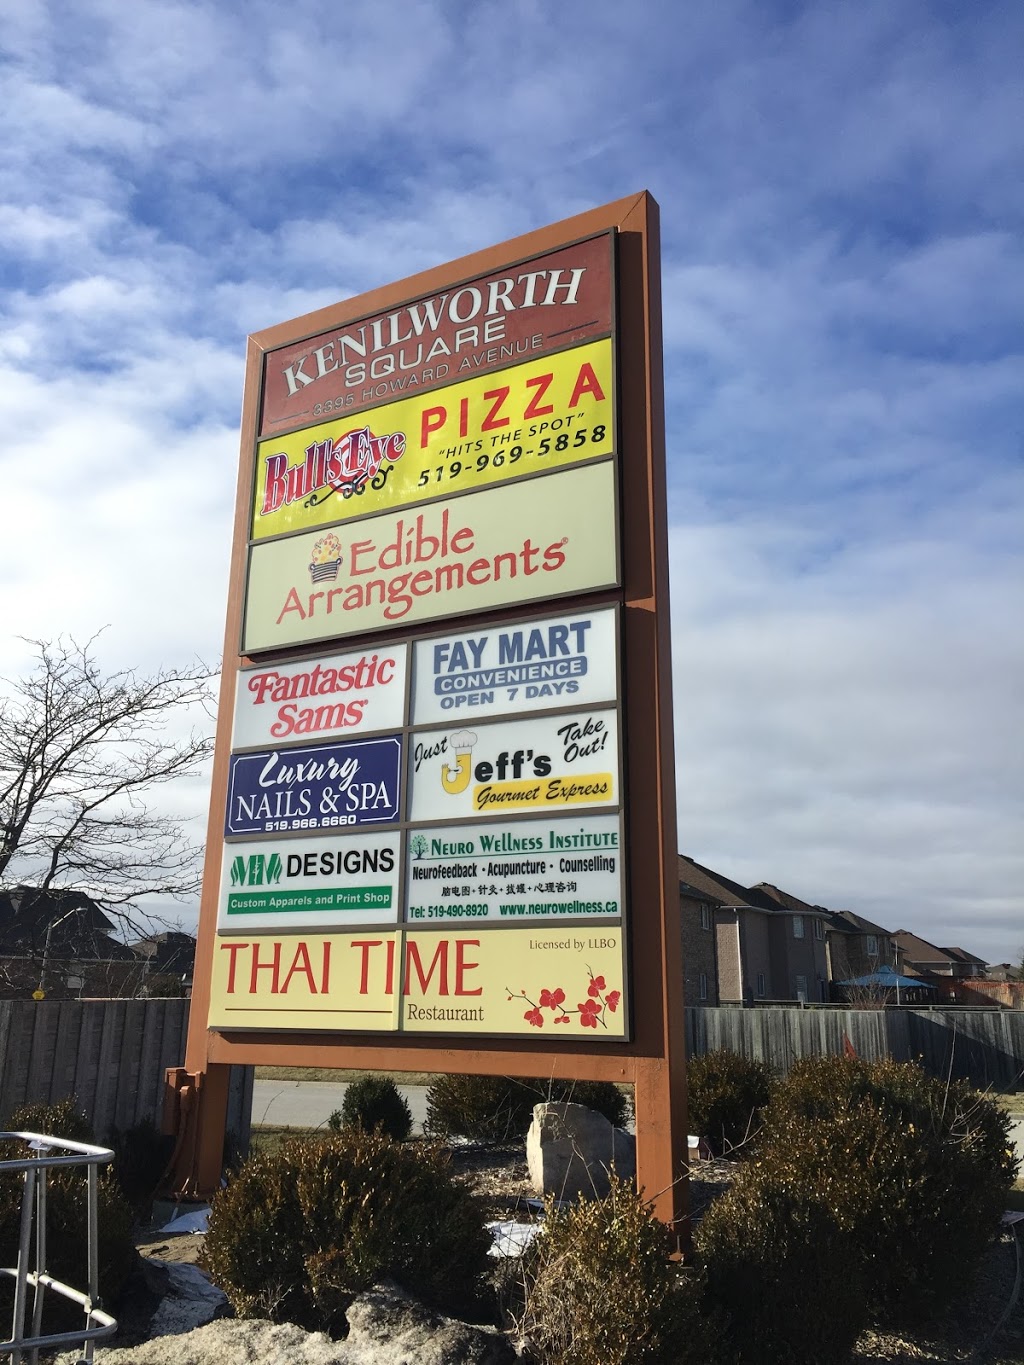 KENILWORTH
SQUARE
3395 HOWARD AVENUE
Bull's Eye
PIZZA
"HITS THE SPOT"
519-969-5858
Edible
Arrangements®
Fantastic
Sams
FAY MART
CONVENIENCE
OPEN 7 DAYS
Luxury
NAILS & SPA
519.966.6660
Just
Jeff's
Take
Out!
Gourmet Express
DESIGNS
Custom Apparels and Print Shop
NEURO WELLNESS INSTITUTE
Neurofeedback · Acupuncture · Counselling
脑电图·针灸·拔罐·心理咨询
Tel: 519-490-8920 www.neurowellness.ca
THAI TIME
Restaurant
Licensed by LLBO